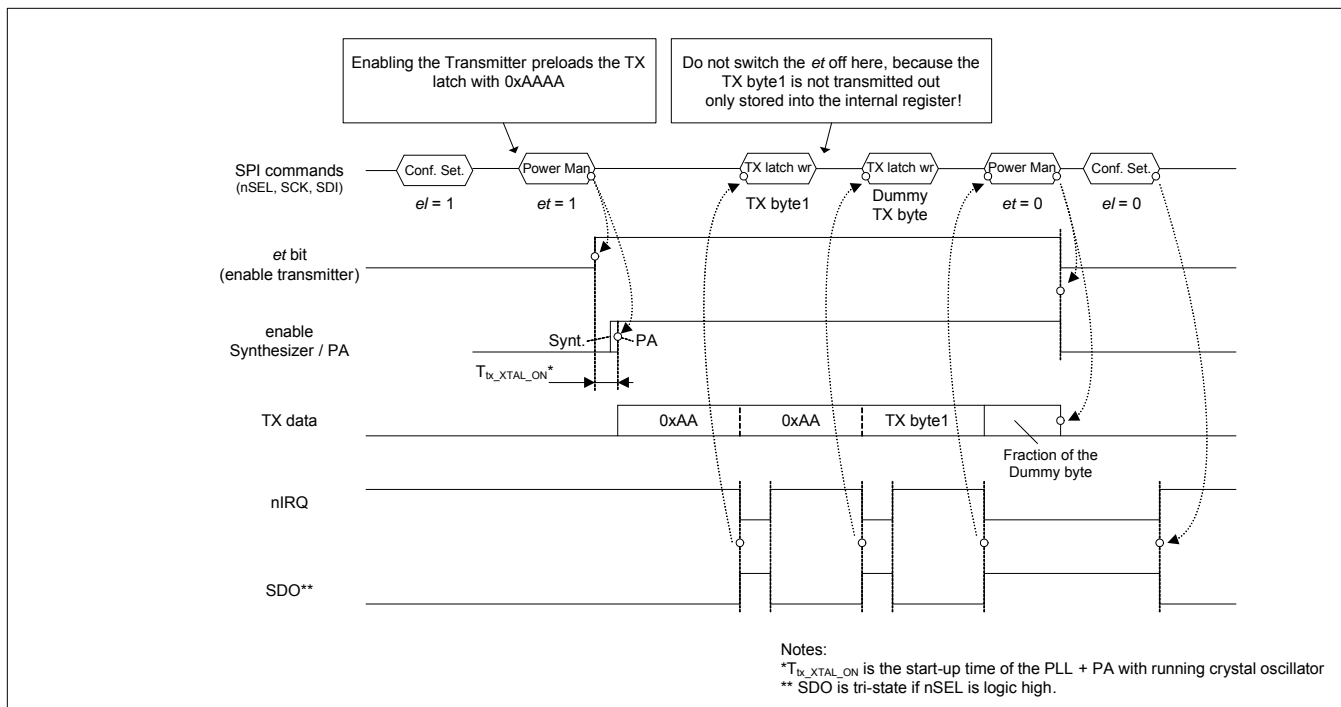 Enabling the Transmitter preloads the TX
latch with 0xAAAA
Do not switch the et off here, because the
TX byte1 is not transmitted out
only stored into the internal register!
SPI commands
(nSEL, SCK, SDI)
Conf. Set.
Power Man
TX latch wr
TX latch wr
Power Man
Conf. Set.
el = 1
et = 1
TX byte1
Dummy
TX byte
et = 0
el = 0
et bit
(enable transmitter)
enable
Synthesizer / PA
Synt.
PA
Ttx_XTAL_ON*
TX data
0xAA
0xAA
TX byte1
Fraction of the
Dummy byte
nIRQ
SDO**
Notes:
*Ttx_XTAL_ON is the start-up time of the PLL + PA with running crystal oscillator
** SDO is tri-state if nSEL is logic high.